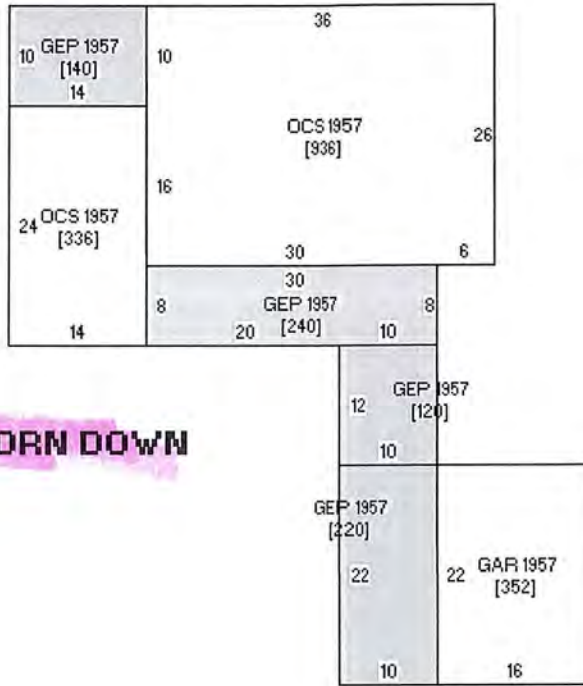 36
10 GEP 1957 10
[140]
14
OCS 1957
[936]
26
16
24 OCS 1957
[336]
30 6
30
8 GEP 1957 8
[240]
14 20 10
GEP 1957
12 [120]
10
DOWN
GEP 1957
[220]
22 22 GAR 1957
[352]
10 16